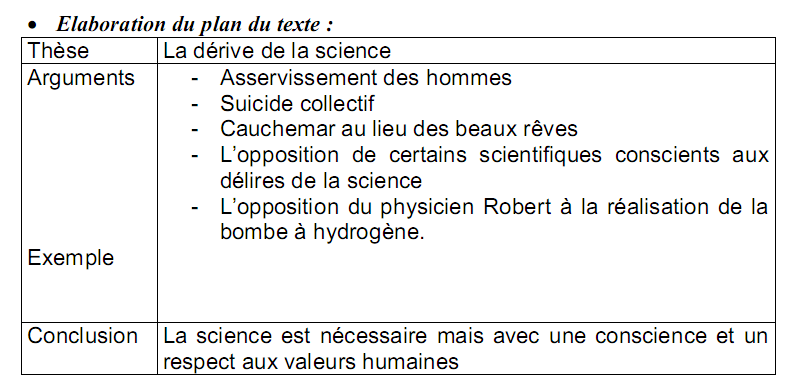 • Elaboration du plan du texte :
Thèse La dérive de la science
Arguments - Asservissement des hommes
- Suicide collectif
- Cauchemar au lieu des beaux rêves
- L'opposition de certains scientifiques conscients aux
délires de la science
- L'opposition du physicien Robert à la réalisation de la
bombe à hydrogène.
Exemple
Conclusion La science est nécessaire mais avec une conscience et un
respect aux valeurs humaines